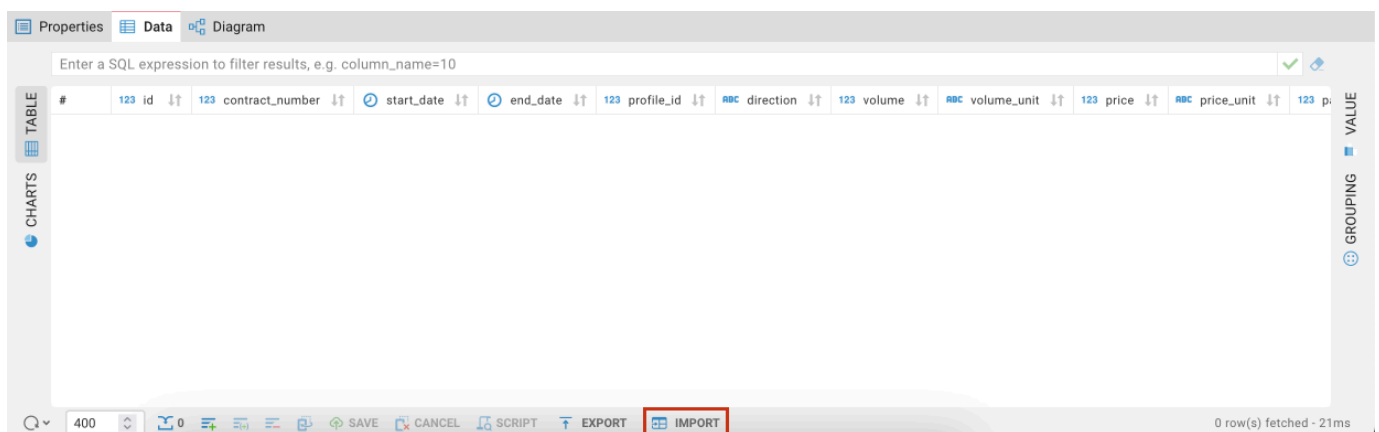 Properties Data Diagram
Enter a SQL expression to filter results, e.g. column_name=10
# 123 id 123 contract_number start_date end_date 123 profile_id ABC direction 123 volume ABC volume_unit 123 price ABC price_unit 123 pa
TABLE
CHARTS
VALUE
GROUPING
400 0 SAVE CANCEL SCRIPT EXPORT IMPORT 0 row(s) fetched - 21ms